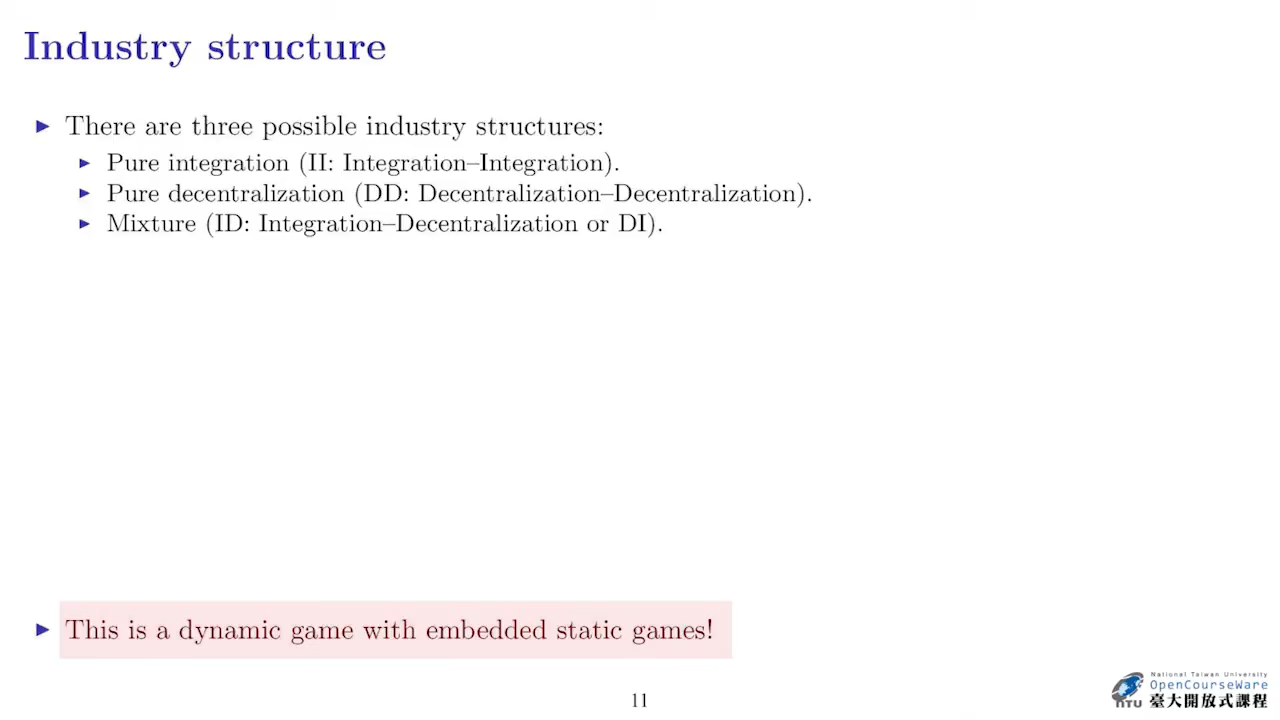 Industry structure
▶ There are three possible industry structures:
▶ Pure integration (II: Integration–Integration).
▶ Pure decentralization (DD: Decentralization–Decentralization).
▶ Mixture (ID: Integration–Decentralization or DI).
▶ This is a dynamic game with embedded static games!
11
National Taiwan University
OpenCourseWare
NTU 臺大開放式課程